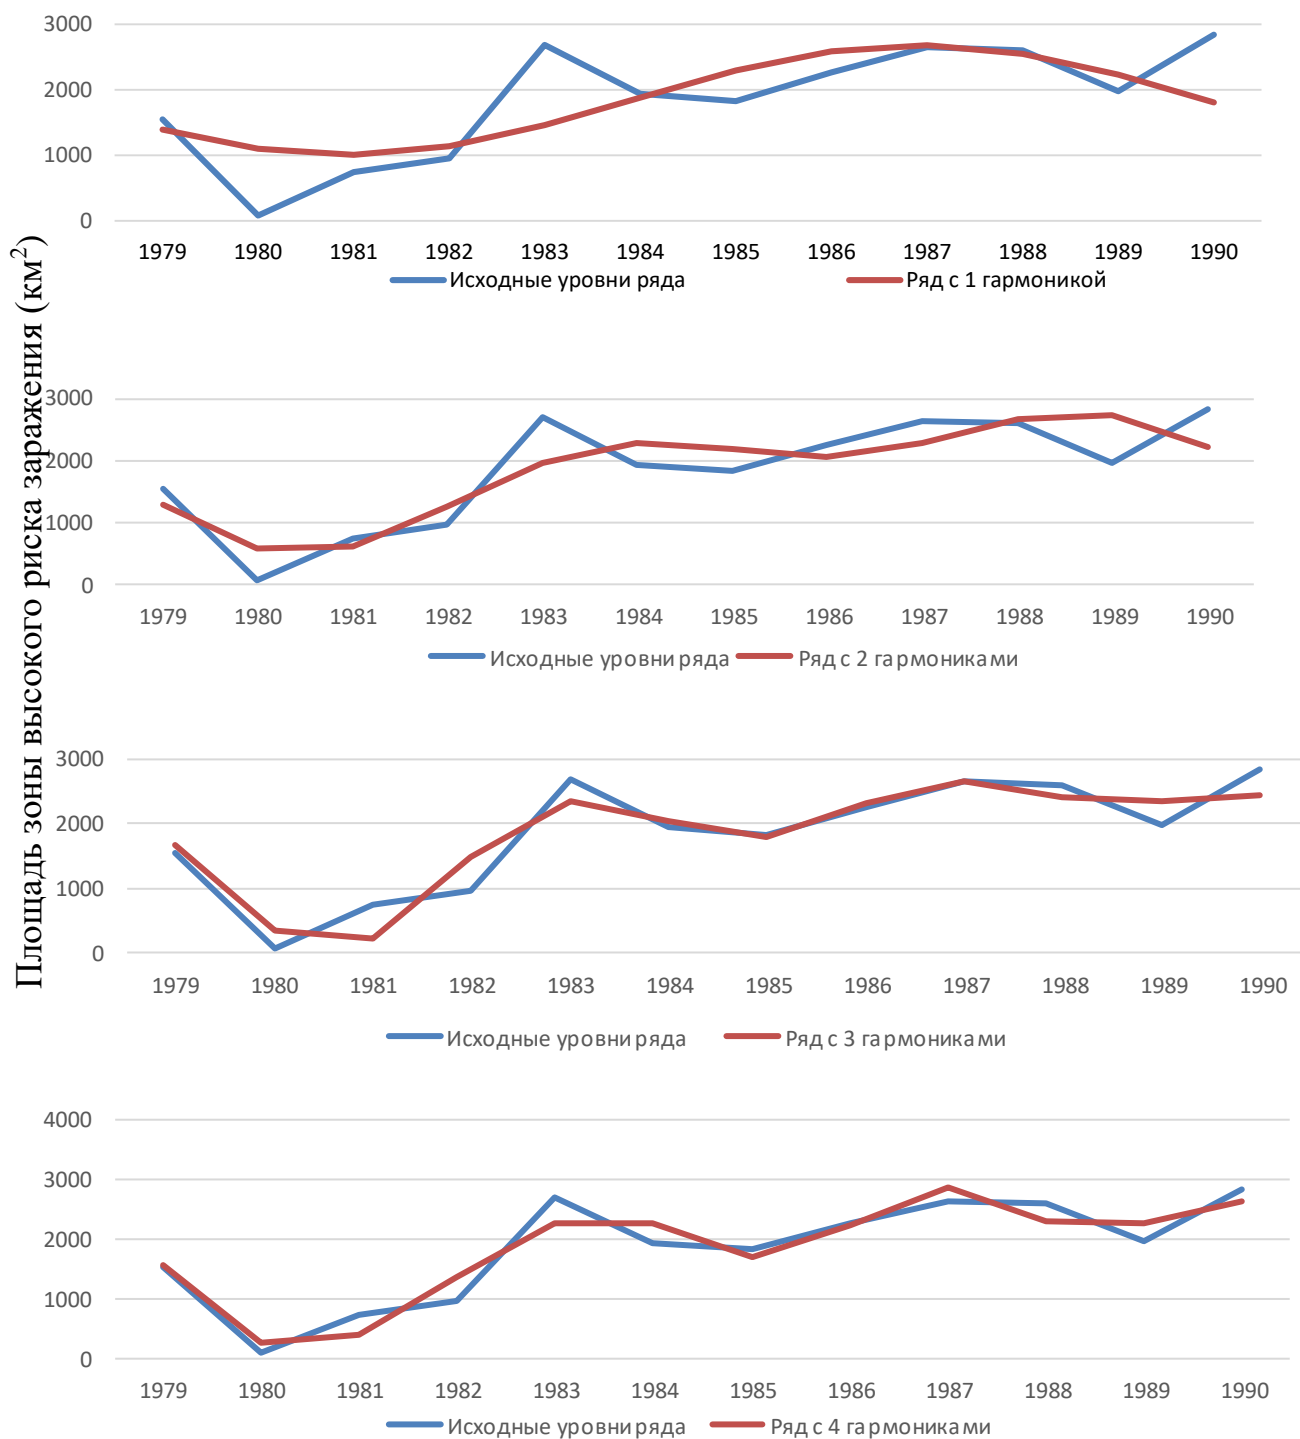 Площадь зоны высокого риска заражения (км²)
3000
2000
1000
0
1979 1980 1981 1982 1983 1984 1985 1986 1987 1988 1989 1990
Исходные уровни ряда Ряд с 1 гармоникой
3000
2000
1000
0
1979 1980 1981 1982 1983 1984 1985 1986 1987 1988 1989 1990
Исходные уровни ряда Ряд с 2 гармониками
3000
2000
1000
0
1979 1980 1981 1982 1983 1984 1985 1986 1987 1988 1989 1990
Исходные уровни ряда Ряд с 3 гармониками
4000
3000
2000
1000
0
1979 1980 1981 1982 1983 1984 1985 1986 1987 1988 1989 1990
Исходные уровни ряда Ряд с 4 гармониками